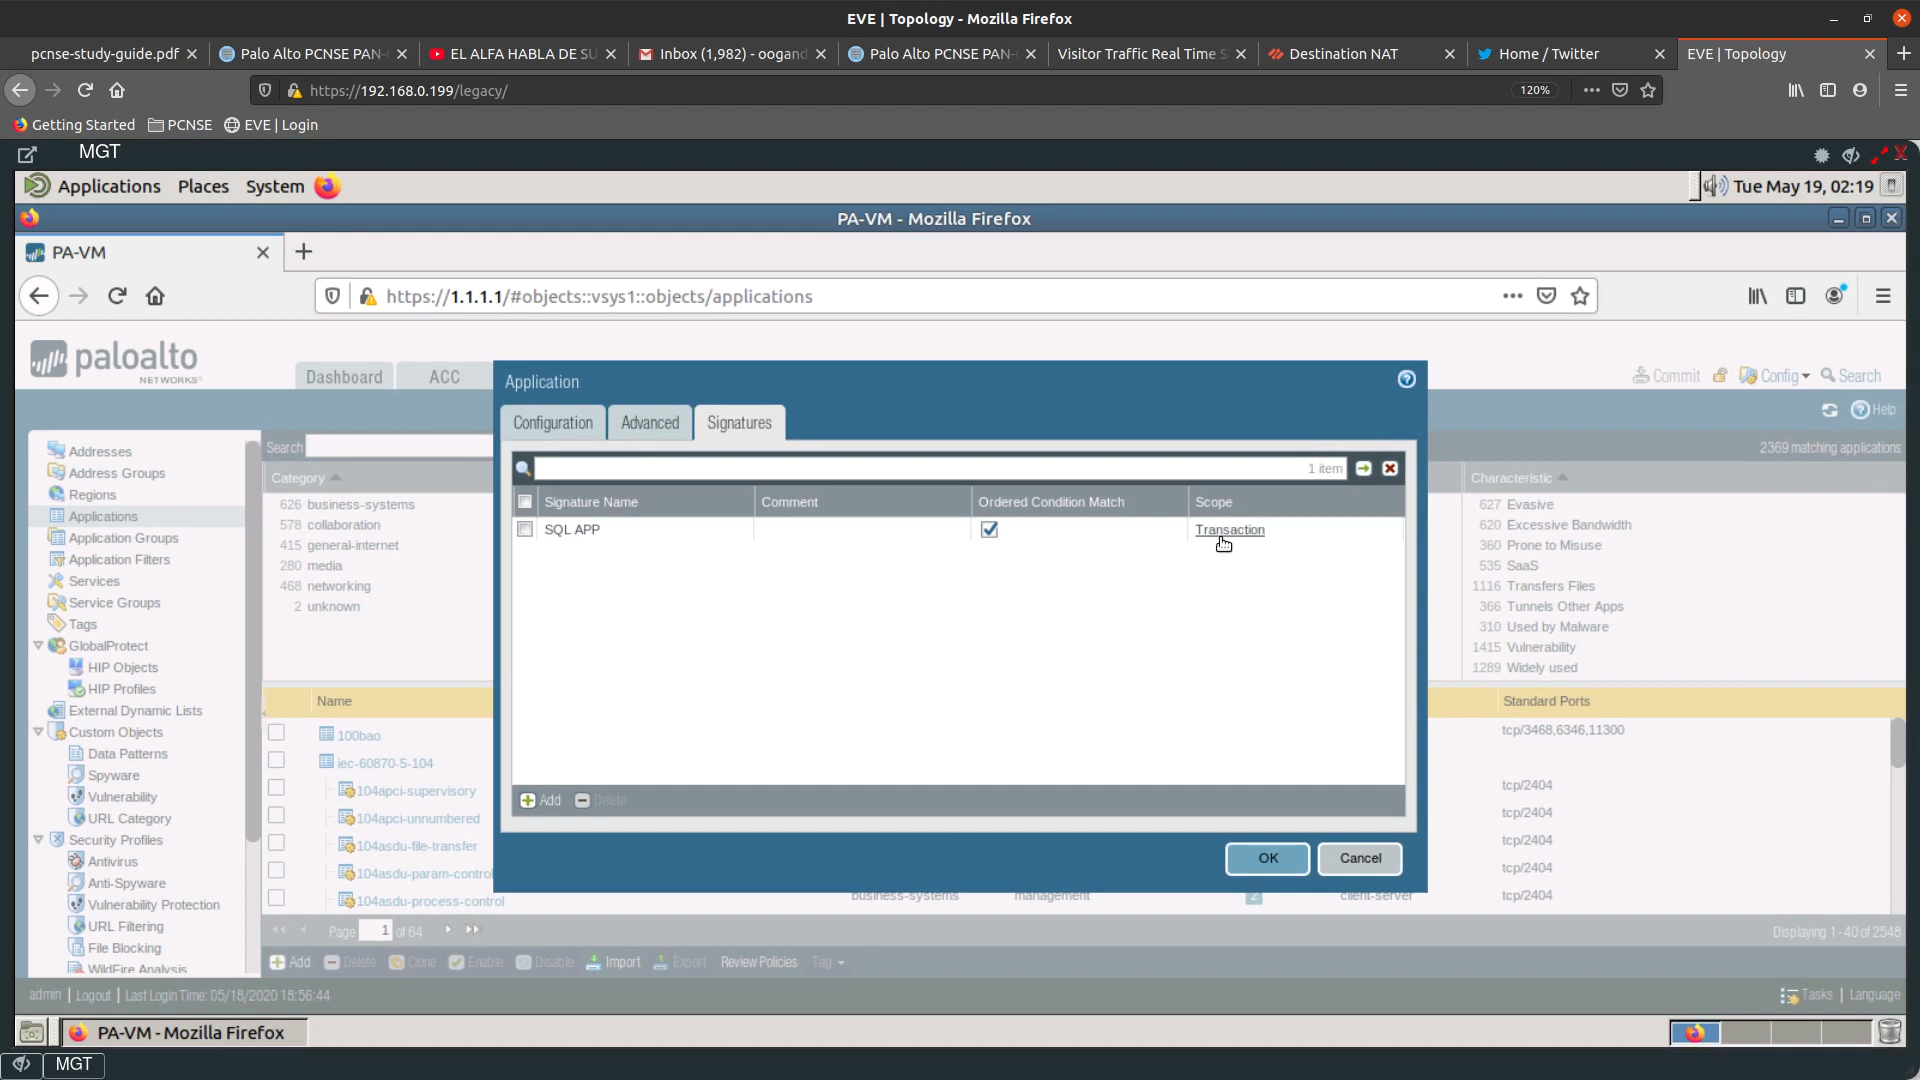 EVE | Topology - Mozilla Firefox
pcnse-study-guide.pdf
Palo Alto PCNSE PAN-
EL ALFA HABLA DE SU
Inbox (1,982) - oogand
Palo Alto PCNSE PAN-
Visitor Traffic Real Time S
Destination NAT
Home / Twitter
EVE | Topology
https://192.168.0.199/legacy/
120%
Getting Started
PCNSE
EVE | Login
MGT
X
Applications Places System
Tue May 19, 02:19
PA-VM - Mozilla Firefox
PA-VM
https://1.1.1.1/#objects::vsys1::objects/applications
paloalto
NETWORKS
Dashboard
ACC
Commit
Config
Search
Help
Application
Configuration
Advanced
Signatures
1 item
Signature Name
Comment
Ordered Condition Match
Scope
SQL APP
Transaction
Add
Delete
OK
Cancel
Addresses
Address Groups
Regions
Applications
Application Groups
Application Filters
Services
Service Groups
Tags
GlobalProtect
HIP Objects
HIP Profiles
External Dynamic Lists
Custom Objects
Data Patterns
Spyware
Vulnerability
URL Category
Security Profiles
Antivirus
Anti-Spyware
Vulnerability Protection
URL Filtering
File Blocking
WildFire Analysis
Search
2369 matching applications
Category
626 business-systems
578 collaboration
415 general-internet
280 media
468 networking
2 unknown
Characteristic
627 Evasive
620 Excessive Bandwidth
360 Prone to Misuse
535 SaaS
1116 Transfers Files
366 Tunnels Other Apps
310 Used by Malware
1415 Vulnerability
1289 Widely used
Name
Standard Ports
100bao
tcp/3468,6346,11300
iec-60870-5-104
104apci-supervisory
tcp/2404
104apci-unnumbered
tcp/2404
104asdu-file-transfer
tcp/2404
104asdu-param-control
tcp/2404
104asdu-process-control
business-systems
management
2
client-server
tcp/2404
Page 1 of 64
Displaying 1 - 40 of 2548
Add
Delete
Clone
Enable
Disable
Import
Export
Review Policies
Tag
admin | Logout | Last Login Time: 05/18/2020 18:56:44
Tasks | Language
PA-VM - Mozilla Firefox
MGT